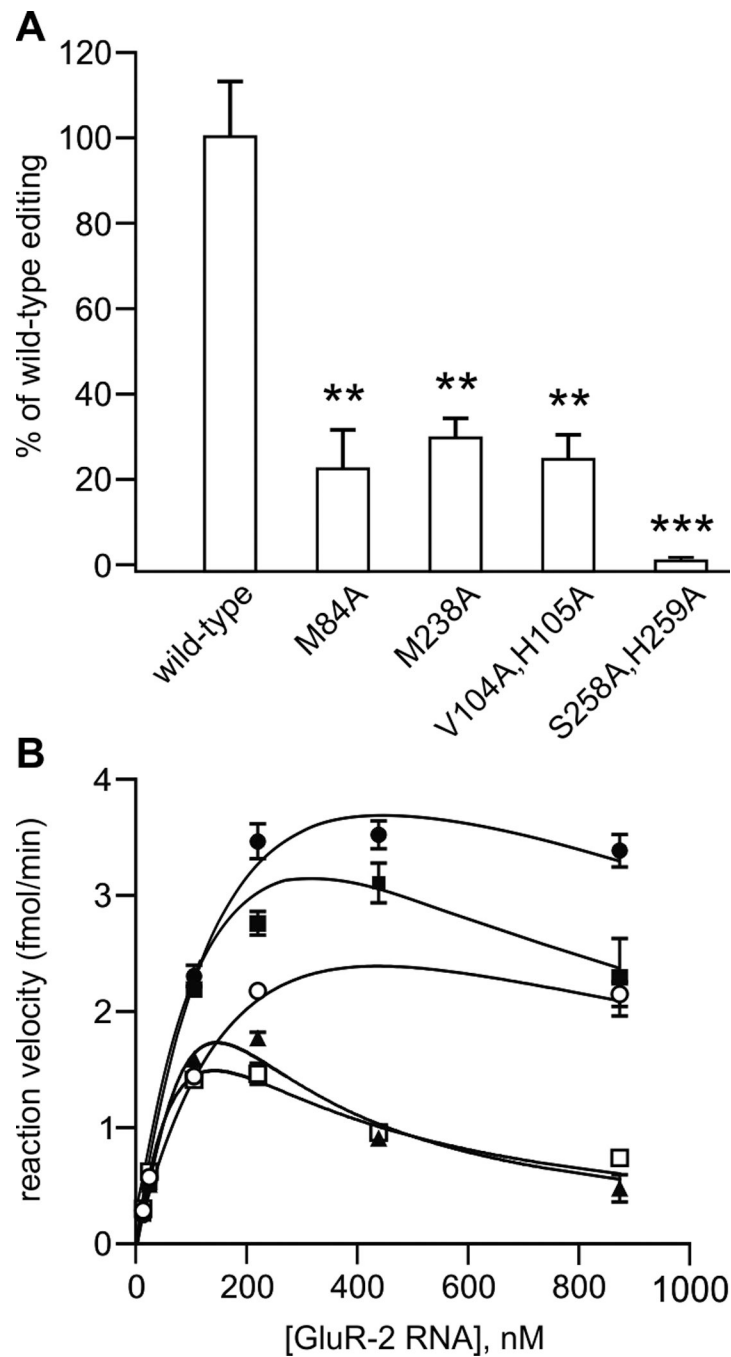 A
120
100
80
60
40
20
0
% of wild-type editing
**
**
**
***
wild-type
M84A
M238A
V104A,H105A
S258A,H259A
B
4
3
2
1
0
reaction velocity (fmol/min)
0 200 400 600 800 1000
[GluR-2 RNA], nM